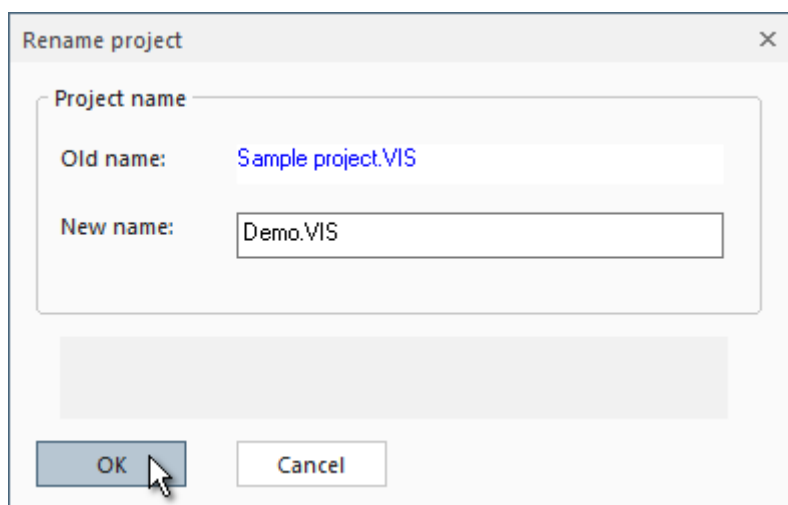 Rename project
Project name
Old name: Sample project.VIS
New name: Demo.VIS
OK Cancel